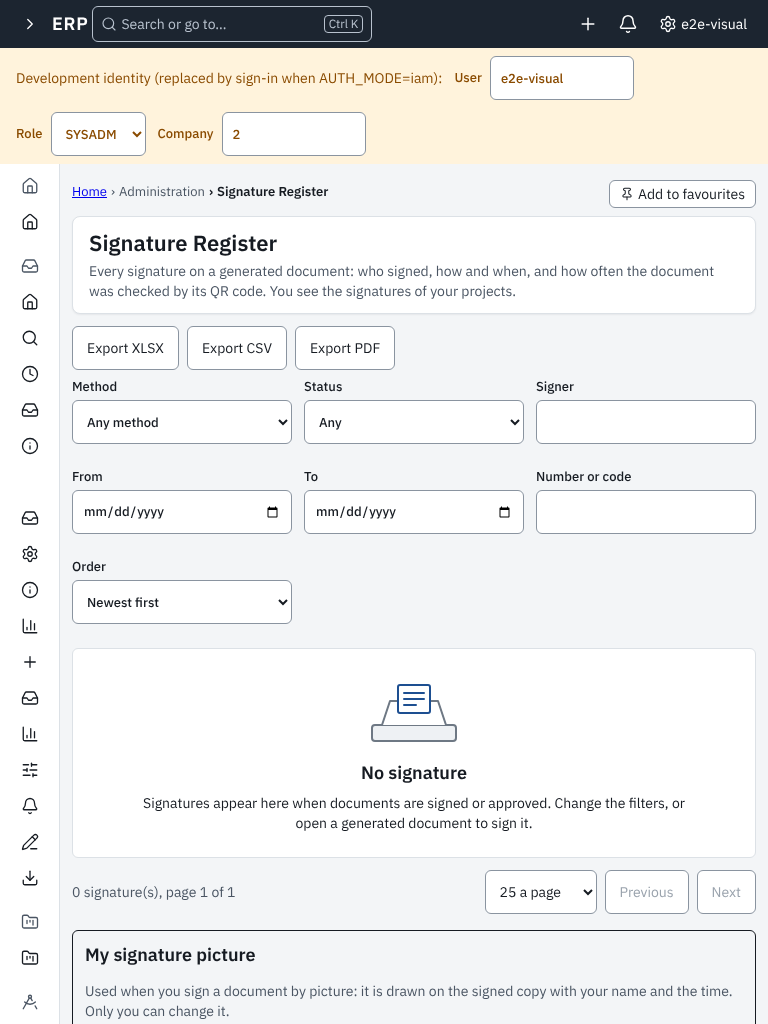 ERP
Search or go to...
Ctrl K
e2e-visual
Development identity (replaced by sign-in when AUTH_MODE=iam):
User
e2e-visual
Role
SYSADM
Company
2
Home › Administration › Signature Register
Add to favourites
Signature Register
Every signature on a generated document: who signed, how and when, and how often the document
was checked by its QR code. You see the signatures of your projects.
Export XLSX
Export CSV
Export PDF
Method
Status
Signer
Any method
Any
From
To
Number or code
mm/dd/yyyy
mm/dd/yyyy
Order
Newest first
No signature
Signatures appear here when documents are signed or approved. Change the filters, or
open a generated document to sign it.
0 signature(s), page 1 of 1
25 a page
Previous
Next
My signature picture
Used when you sign a document by picture: it is drawn on the signed copy with your name and the time.
Only you can change it.